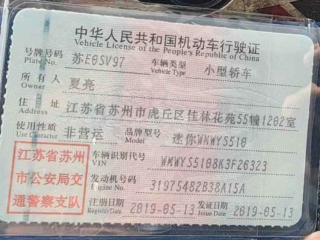 中华人民共和国机动车行驶证
Vehicle License of the People's Republic of China
号牌号码 苏E0SV97 车辆类型 小型轿车
Plate No. Vehicle Type
所有人 夏亮
Owner
住址 江苏省苏州市虎丘区佳林花苑55幢1202室
Address
使用性质 非营运 品牌型号 迷你WMWY5510
Use Character Model
江苏省苏州市公安局交通警察支队
车辆识别代号 WMWY55108K3F26323
VIN
发动机号码 31975482B38A15A
Engine No.
注册日期 2019-05-13 发证日期 2019-05-13
Register Date Issue Date